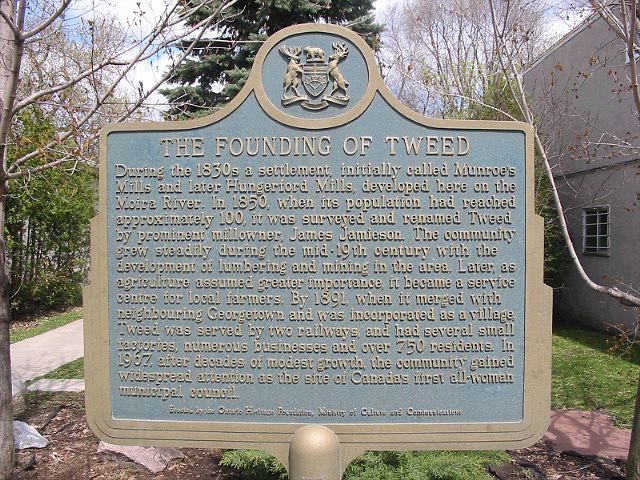 THE FOUNDING OF TWEED
During the 1830s a settlement, initially called Munroe's
Mills and later Hungerford Mills, developed here on the
Moira River. In 1850, when its population had reached
approximately 100, it was surveyed and renamed Tweed
by prominent millowner, James Jamieson. The community
grew steadily during the mid-19th century with the
development of lumbering and mining in the area. Later, as
agriculture assumed greater importance, it became a service
centre for local farmers. By 1891, when it merged with
neighbouring Georgetown and was incorporated as a village,
Tweed was served by two railways, and had several small
factories, numerous businesses and over 750 residents. In
1967, after decades of modest growth, the community gained
widespread attention as the site of Canada's first all-woman
municipal council.
Erected by the Ontario Heritage Foundation, Ministry of Culture and Communications